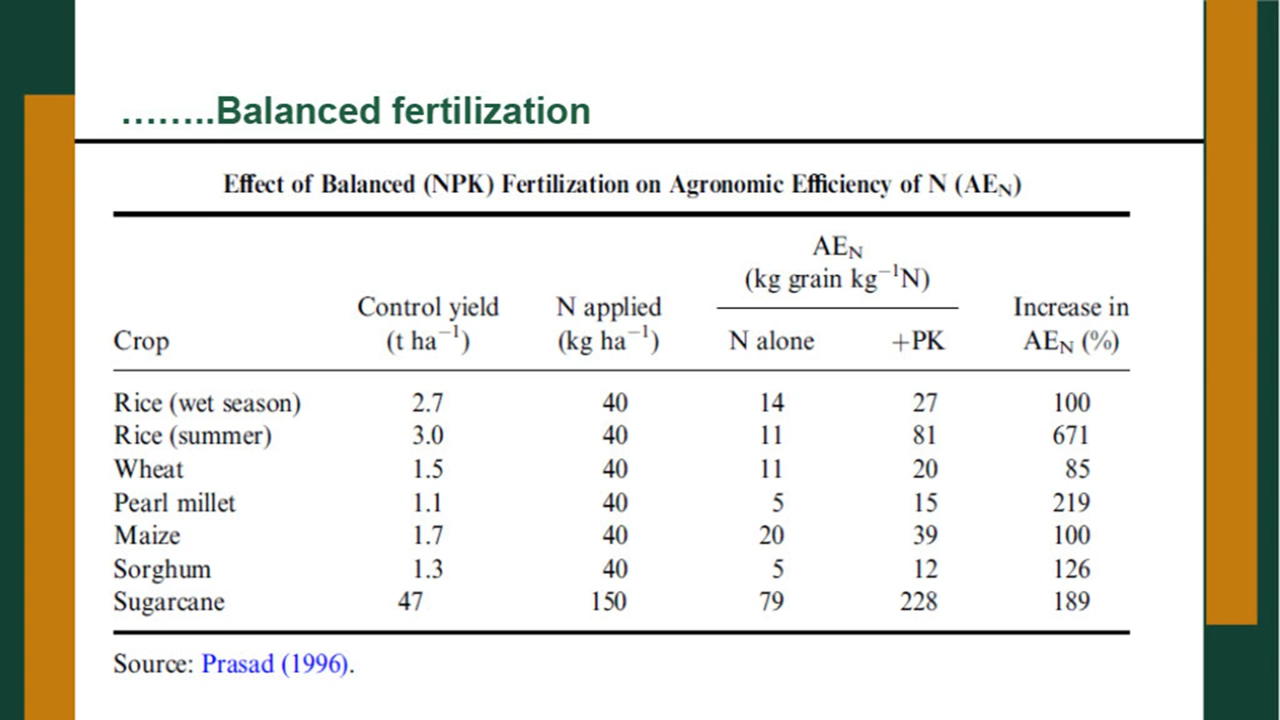 ........Balanced fertilization
Effect of Balanced (NPK) Fertilization on Agronomic Efficiency of N (AE_N)
AE_N
(kg grain kg⁻¹N)
Control yield N applied Increase in
Crop (t ha⁻¹) (kg ha⁻¹) N alone +PK AE_N (%)
Rice (wet season) 2.7 40 14 27 100
Rice (summer) 3.0 40 11 81 671
Wheat 1.5 40 11 20 85
Pearl millet 1.1 40 5 15 219
Maize 1.7 40 20 39 100
Sorghum 1.3 40 5 12 126
Sugarcane 47 150 79 228 189
Source: Prasad (1996).